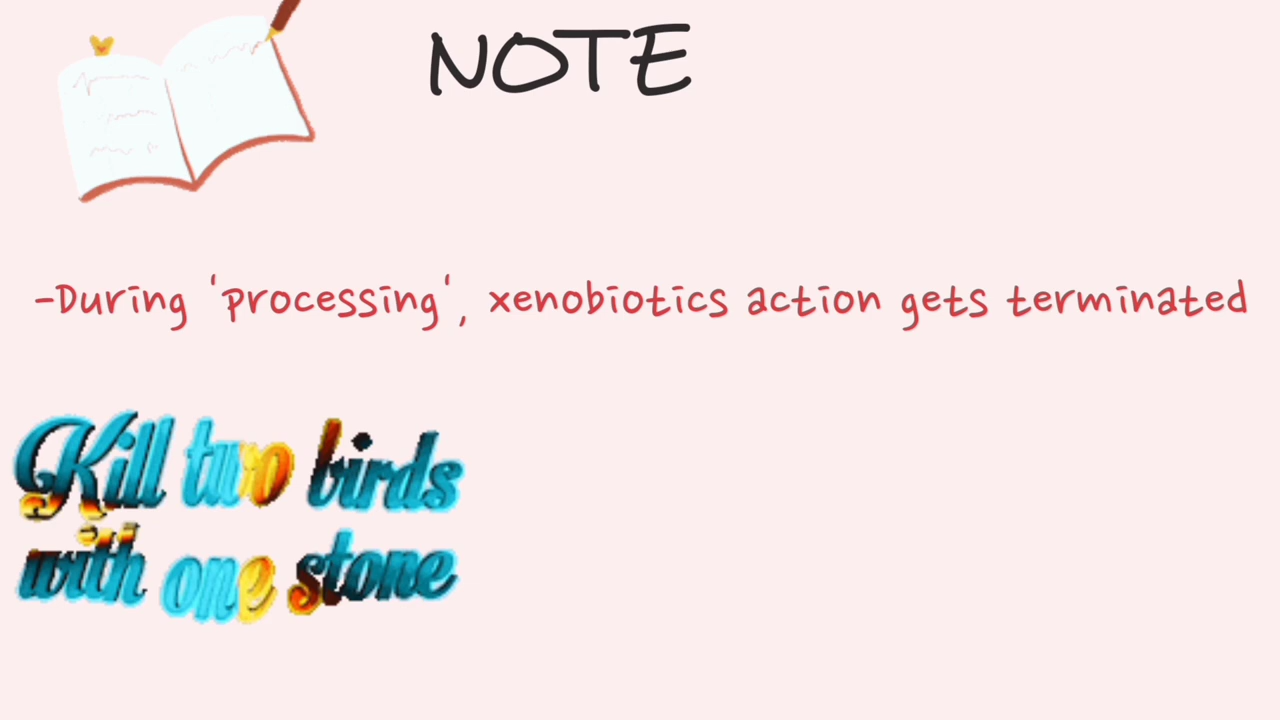 NOTE
-During 'processing', xenobiotics action gets terminated
Kill two birds
with one stone